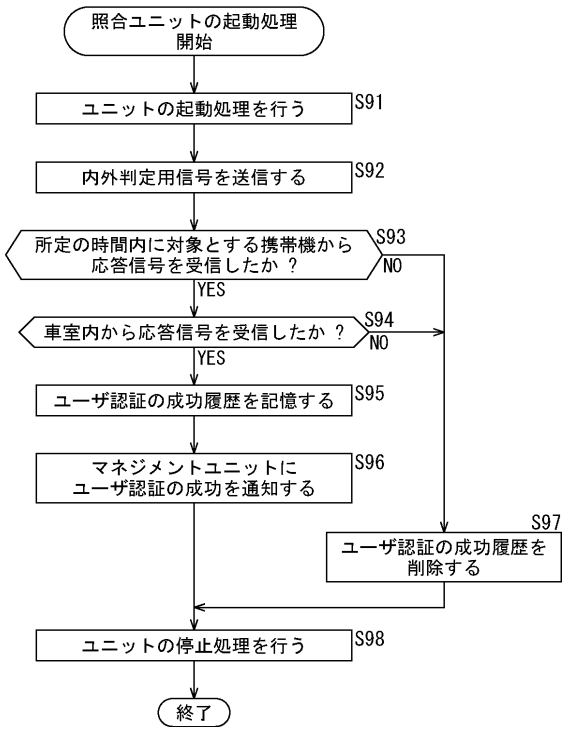 照合ユニットの起動処理
開始
ユニットの起動処理を行う
S91
内外判定用信号を送信する
S92
所定の時間内に対象とする携帯機から
応答信号を受信したか ?
S93
NO
YES
車室内から応答信号を受信したか ?
S94
NO
YES
ユーザ認証の成功履歴を記憶する
S95
マネジメントユニットに
ユーザ認証の成功を通知する
S96
S97
ユーザ認証の成功履歴を
削除する
ユニットの停止処理を行う
S98
終了